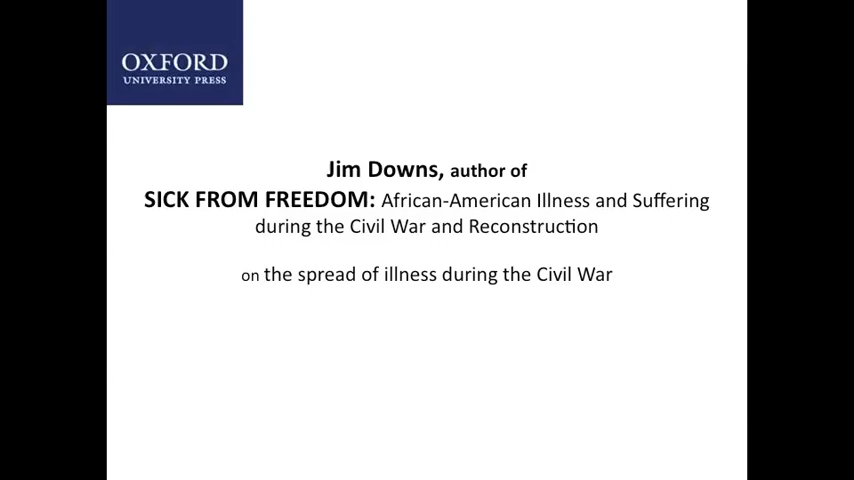 OXFORD
UNIVERSITY PRESS
Jim Downs, author of
SICK FROM FREEDOM: African-American Illness and Suffering
during the Civil War and Reconstruction
on the spread of illness during the Civil War